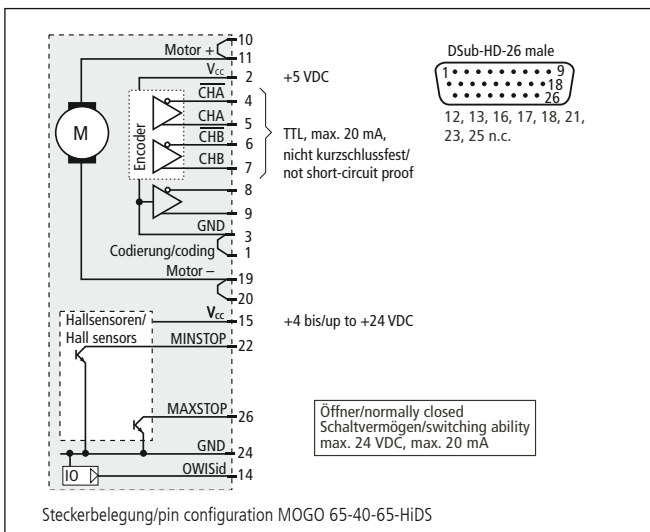 Motor +
10
11
Vcc
2
+5 VDC
CHA
4
CHA
5
CHB
6
CHB
7
TTL, max. 20 mA,
nicht kurzschlussfest/
not short-circuit proof
M
Encoder
8
9
GND
3
Codierung/coding
1
Motor –
19
20
Vcc
15
+4 bis/up to +24 VDC
Hallsensoren/
Hall sensors
MINSTOP
22
MAXSTOP
26
GND
24
OWISid
14
IO
DSub-HD-26 male
1
9
18
26
12, 13, 16, 17, 18, 21,
23, 25 n.c.
Öffner/normally closed
Schaltvermögen/switching ability
max. 24 VDC, max. 20 mA
Steckerbelegung/pin configuration MOGO 65-40-65-HiDS